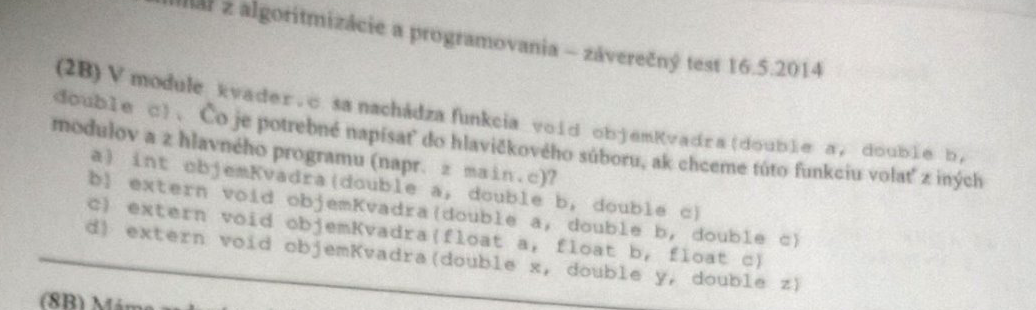 z algoritmizácie a programovania – záverečný test 16.5.2014
(2B) V module kvader.c sa nachádza funkcia void objemKvadra(double a, double b,
double c). Čo je potrebné napísať do hlavičkového súboru, ak chceme túto funkciu volať z iných
modulov a z hlavného programu (napr. z main.c)?
a) int objemKvadra(double a, double b, double c)
b) extern void objemKvadra(double a, double b, double c)
c) extern void objemKvadra(float a, float b, float c)
d) extern void objemKvadra(double x, double y, double z)
(8B) Máme